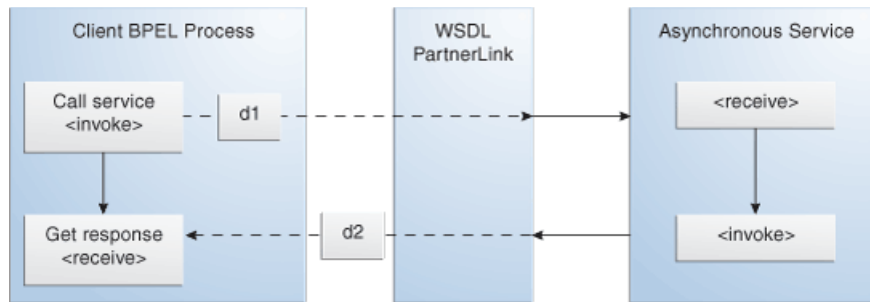 Client BPEL Process
WSDL
PartnerLink
Asynchronous Service
Call service
<invoke>
d1
<receive>
Get response
<receive>
d2
<invoke>